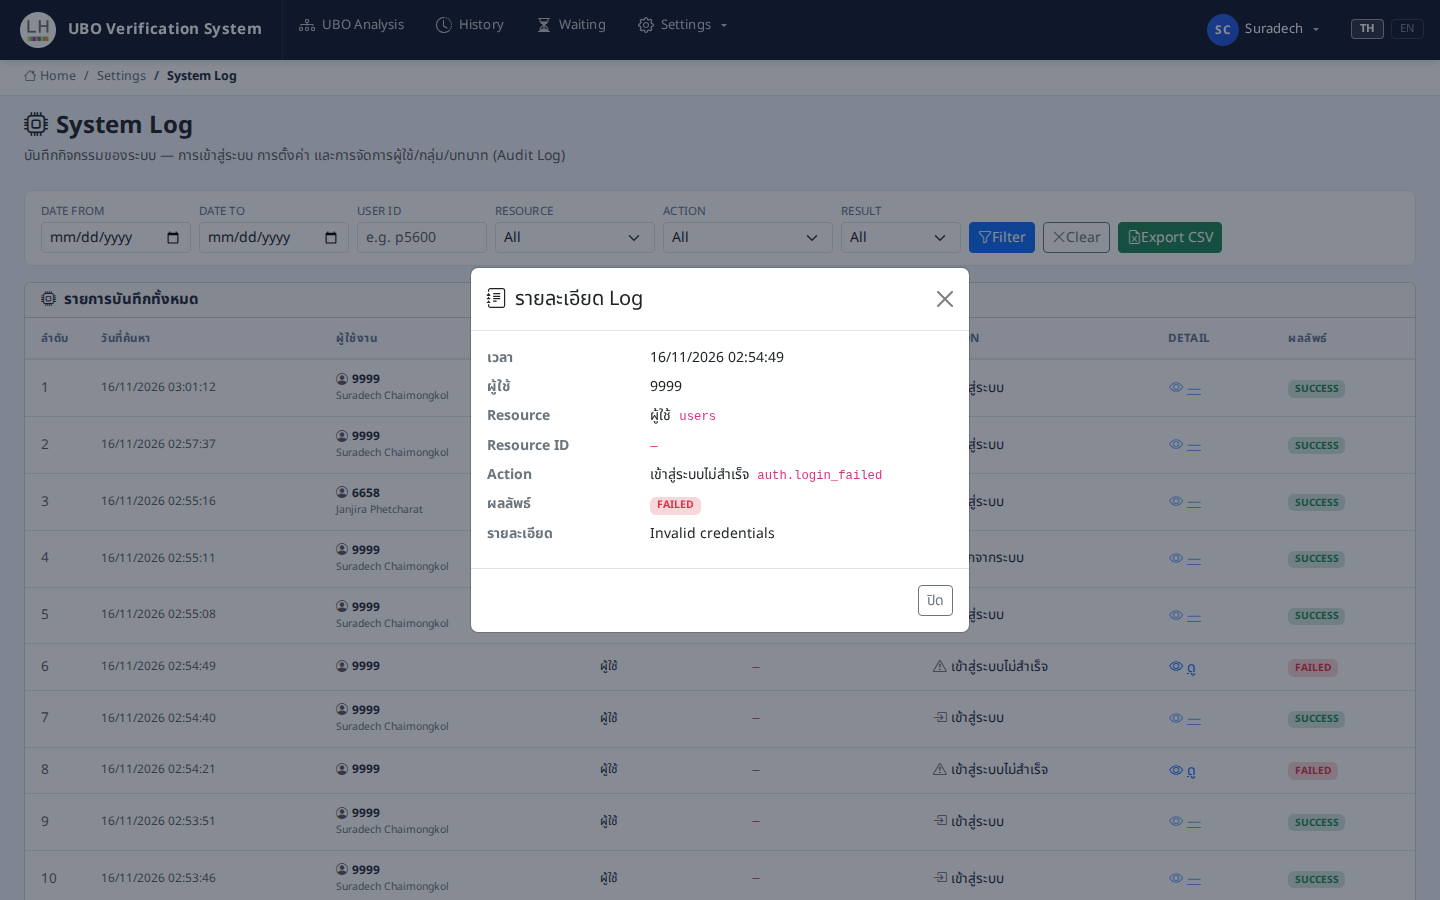 LH UBO Verification System UBO Analysis History Waiting Settings SC Suradech TH EN
Home / Settings / System Log
System Log
บันทึกกิจกรรมของระบบ — การเข้าสู่ระบบ การตั้งค่า และการจัดการผู้ใช้/กลุ่ม/บทบาท (Audit Log)
DATE FROM DATE TO USER ID RESOURCE ACTION RESULT
mm/dd/yyyy mm/dd/yyyy e.g. p5600 All All All Filter Clear Export CSV
รายการบันทึกทั้งหมด
ลำดับ วันที่ค้นหา ผู้ใช้งาน DETAIL ผลลัพธ์
1 16/11/2026 03:01:12 9999 — SUCCESS
Suradech Chaimongkol
2 16/11/2026 02:57:37 9999 — SUCCESS
Suradech Chaimongkol
3 16/11/2026 02:55:16 6658 — SUCCESS
Janjira Phetcharat
4 16/11/2026 02:55:11 9999 — SUCCESS
Suradech Chaimongkol
5 16/11/2026 02:55:08 9999 — SUCCESS
Suradech Chaimongkol
6 16/11/2026 02:54:49 9999 ผู้ใช้ — เข้าสู่ระบบไม่สำเร็จ ดู FAILED
7 16/11/2026 02:54:40 9999 ผู้ใช้ — เข้าสู่ระบบ — SUCCESS
Suradech Chaimongkol
8 16/11/2026 02:54:21 9999 ผู้ใช้ — เข้าสู่ระบบไม่สำเร็จ ดู FAILED
9 16/11/2026 02:53:51 9999 ผู้ใช้ — เข้าสู่ระบบ — SUCCESS
Suradech Chaimongkol
10 16/11/2026 02:53:46 9999 ผู้ใช้ — เข้าสู่ระบบ — SUCCESS
Suradech Chaimongkol
รายละเอียด Log
เวลา 16/11/2026 02:54:49
ผู้ใช้ 9999
Resource ผู้ใช้ users
Resource ID —
Action เข้าสู่ระบบไม่สำเร็จ auth.login_failed
ผลลัพธ์ FAILED
รายละเอียด Invalid credentials
ปิด